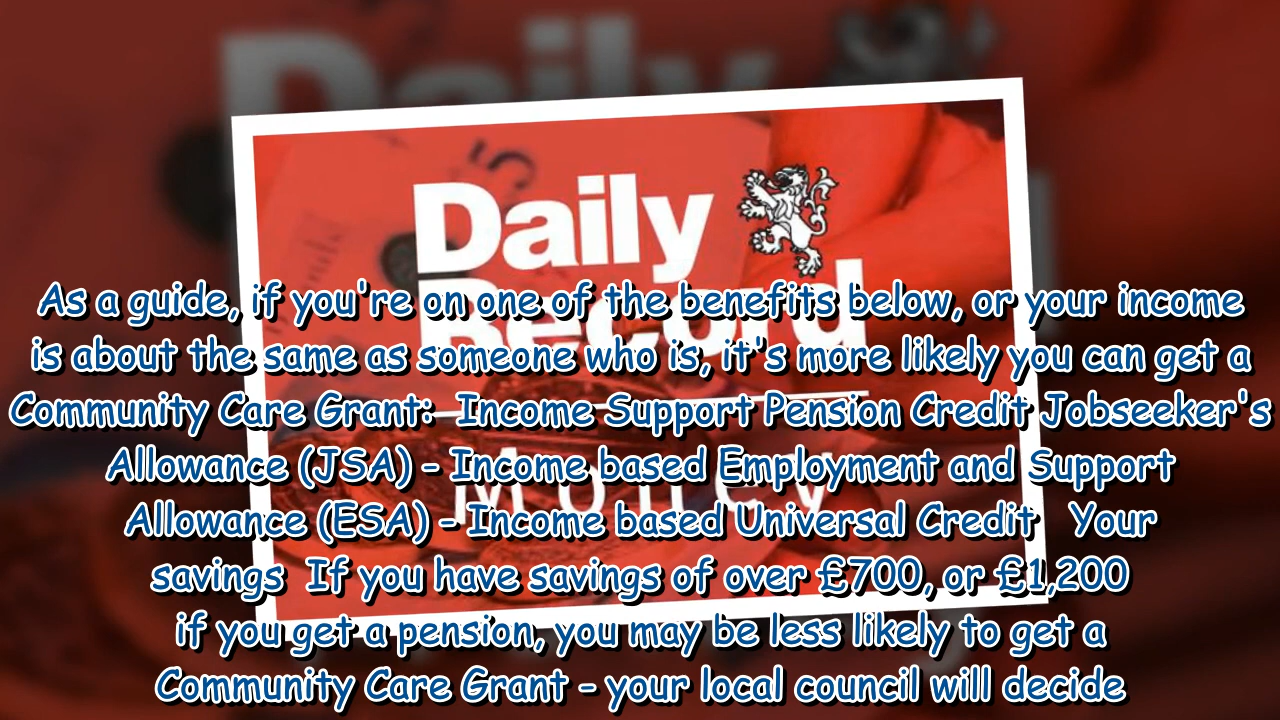 Daily
Record
Money
As a guide, if you're on one of the benefits below, or your income
is about the same as someone who is, it's more likely you can get a
Community Care Grant:  Income Support Pension Credit Jobseeker's
Allowance (JSA) - Income based Employment and Support
Allowance (ESA) - Income based Universal Credit   Your
savings  If you have savings of over £700, or £1,200
if you get a pension, you may be less likely to get a
Community Care Grant - your local council will decide